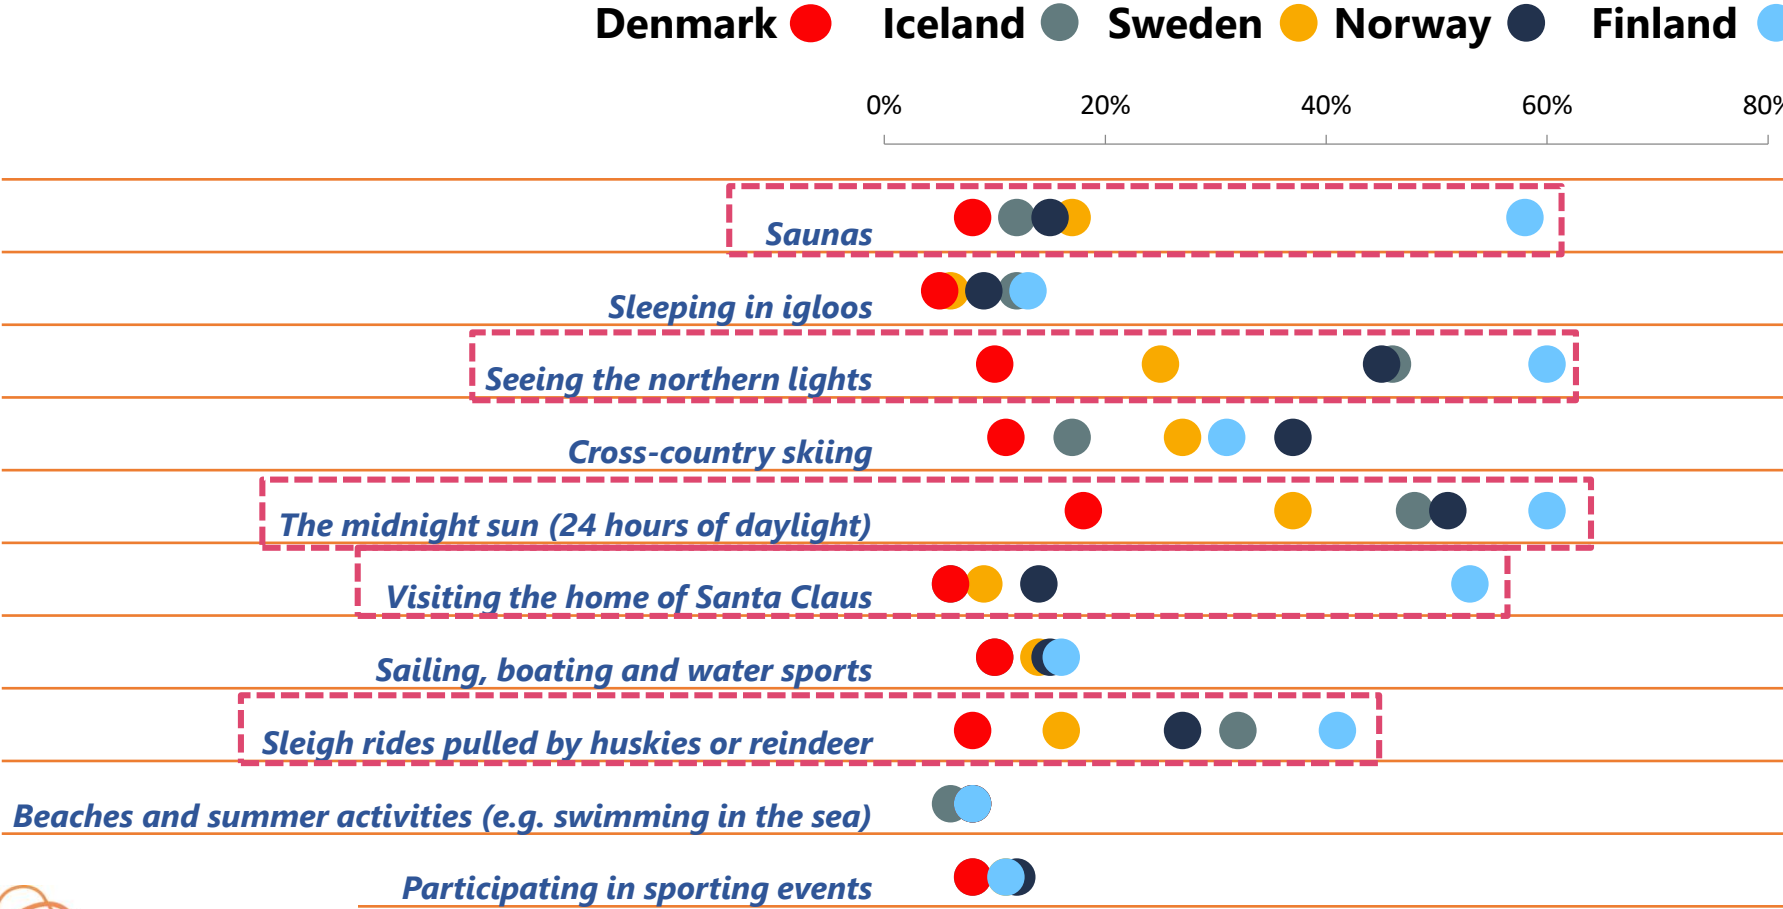 Denmark Iceland Sweden Norway Finland
0% 20% 40% 60% 80%
Saunas
Sleeping in igloos
Seeing the northern lights
Cross-country skiing
The midnight sun (24 hours of daylight)
Visiting the home of Santa Claus
Sailing, boating and water sports
Sleigh rides pulled by huskies or reindeer
Beaches and summer activities (e.g. swimming in the sea)
Participating in sporting events